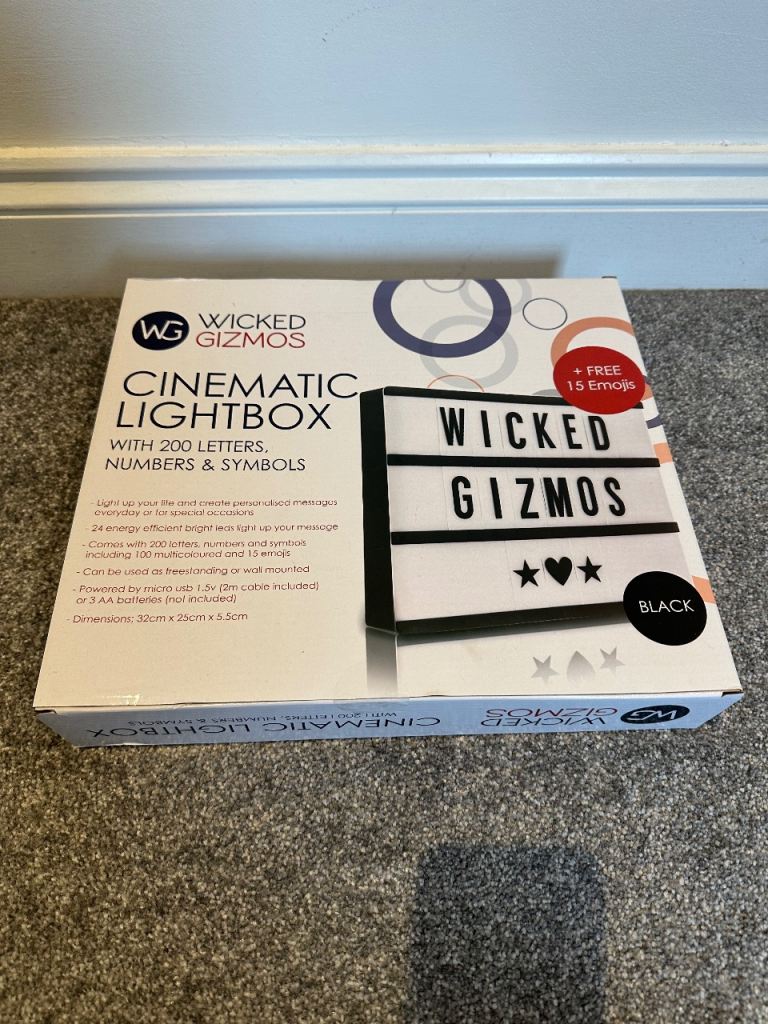 WG WICKED
GIZMOS
CINEMATIC
LIGHTBOX
WITH 200 LETTERS,
NUMBERS & SYMBOLS
- Light up your life and create personalised messages
everyday or for special occasions
- 24 energy efficient bright leds light up your message
- Comes with 200 letters, numbers and symbols
including 100 multicoloured and 15 emojis
- Can be used as freestanding or wall mounted
- Powered by micro usb 1.5v (2m cable included)
or 3 AA batteries (not included)
- Dimensions: 32cm x 25cm x 5.5cm
+ FREE
15 Emojis
WICKED
GIZMOS
★♥★
BLACK
WG WICKED
GIZMOS
CINEMATIC LIGHTBOX
WITH 200 LETTERS, NUMBERS & SYMBOLS